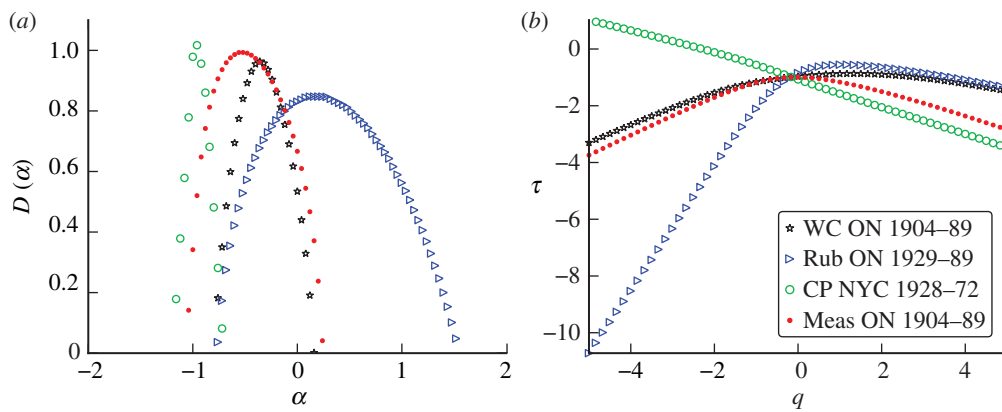 (a)
(b)
D(α)
1.0
0.8
0.6
0.4
0.2
0
−2
−1
0
1
2
α
τ
0
−2
−4
−6
−8
−10
−4
−2
0
2
4
q
WC ON 1904–89
Rub ON 1929–89
CP NYC 1928–72
Meas ON 1904–89